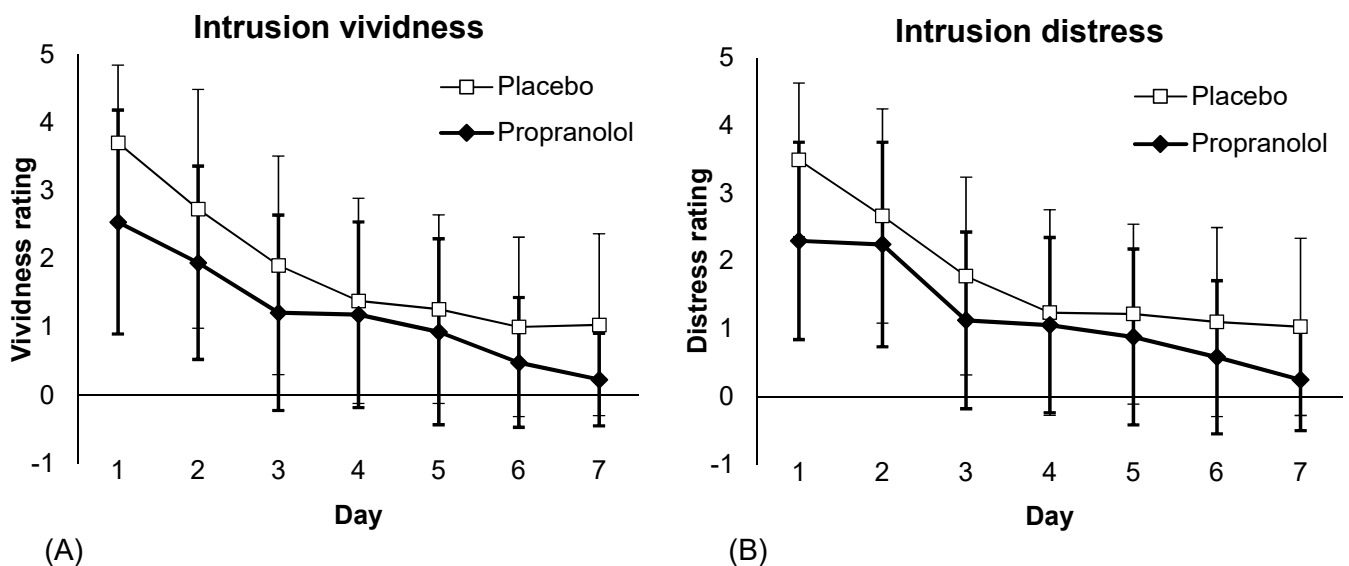 Intrusion vividness
5
4
3
2
1
0
-1
Vividness rating
Placebo
Propranolol
1 2 3 4 5 6 7
Day
(A)
Intrusion distress
5
4
3
2
1
0
-1
Distress rating
Placebo
Propranolol
1 2 3 4 5 6 7
Day
(B)